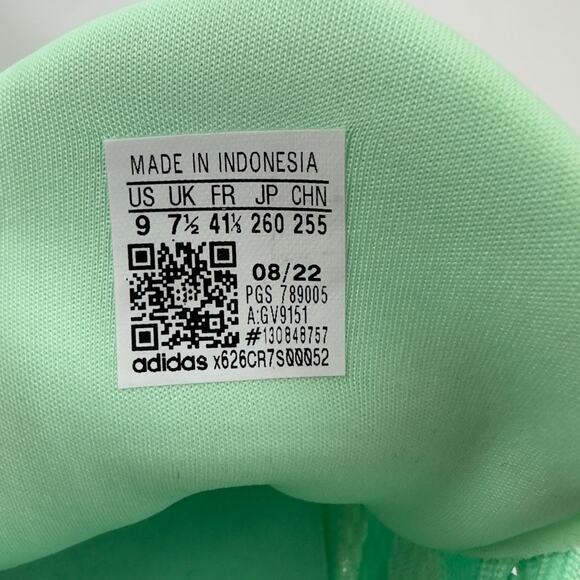 MADE IN INDONESIA
US UK FR JP CHN
9 7½ 41⅓ 260 255
08/22
PGS 789005
A:GV9151
#130848757
adidas x626CR7S00052